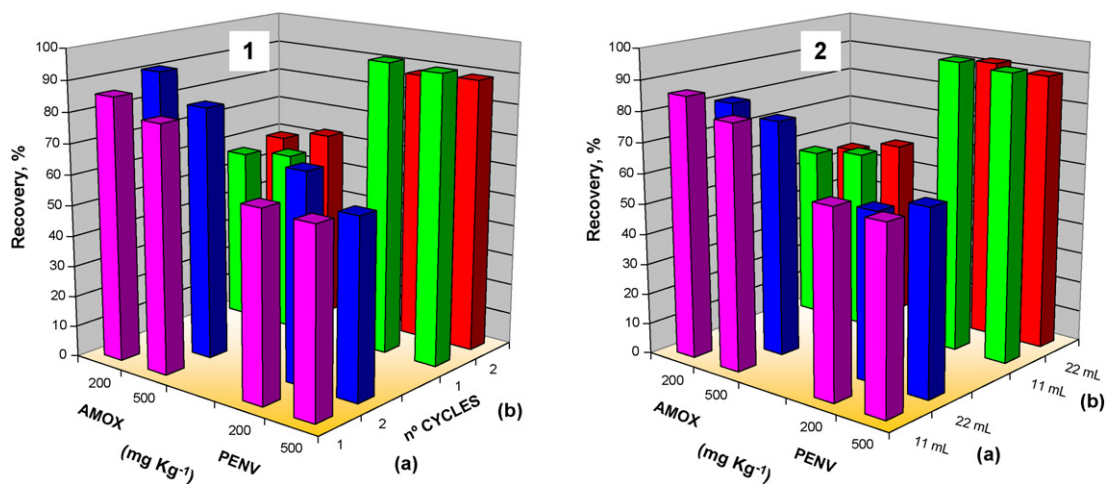 1
Recovery, %
100
90
80
70
60
50
40
30
20
10
0
200
500
200
500
AMOX
PENV
(mg Kg⁻¹)
1
2
1
2
nº CYCLES
(a)
(b)
2
Recovery, %
100
90
80
70
60
50
40
30
20
10
0
200
500
200
500
AMOX
PENV
(mg Kg⁻¹)
11 mL
22 mL
11 mL
22 mL
(a)
(b)